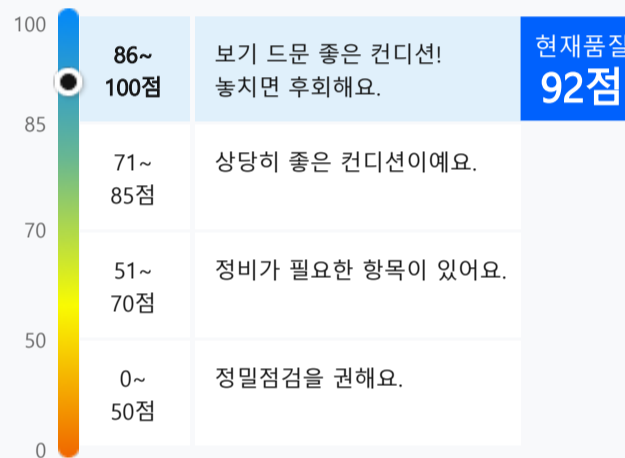 100
85
70
50
0
86~
100점
보기 드문 좋은 컨디션!
놓치면 후회해요.
현재품질
92점
71~
85점
상당히 좋은 컨디션이예요.
51~
70점
정비가 필요한 항목이 있어요.
0~
50점
정밀점검을 권해요.